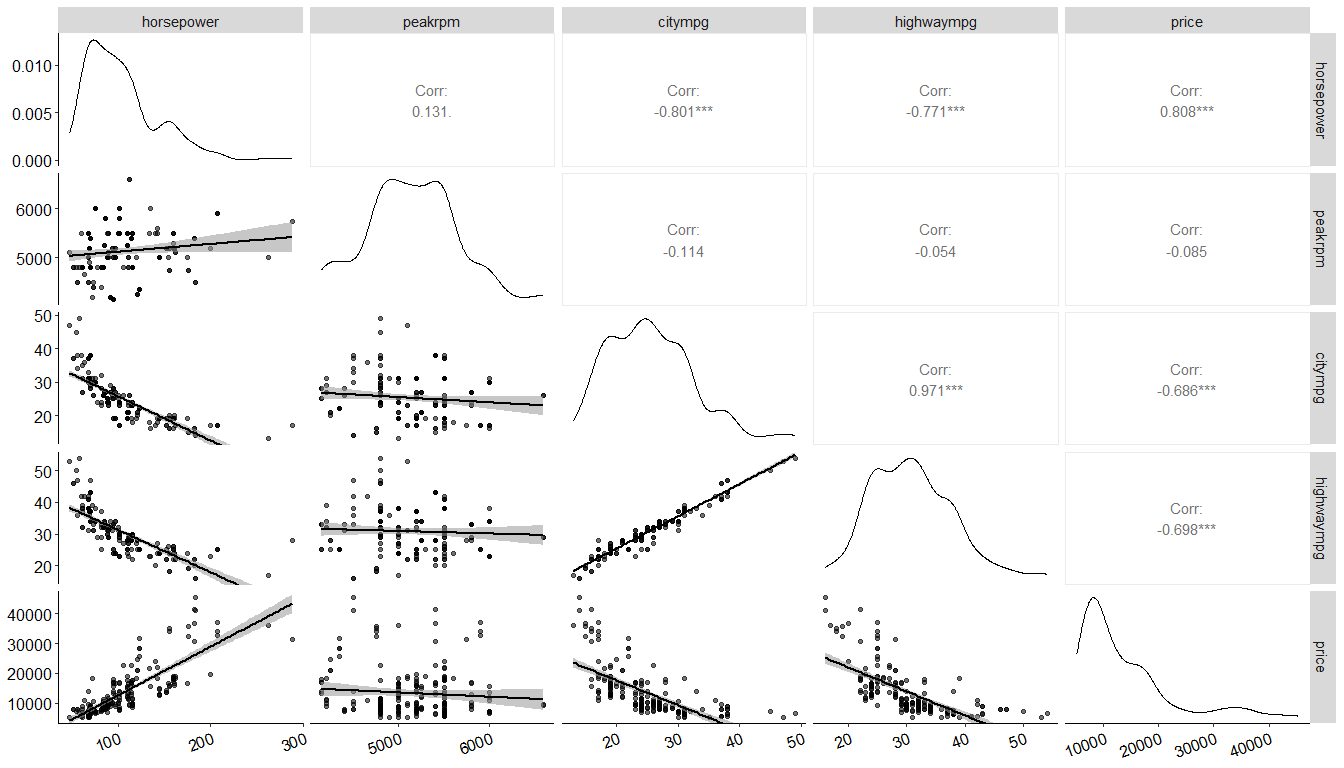 horsepower peakrpm citympg highwaympg price
0.010
0.005
0.000
Corr:
0.131.
Corr:
-0.801***
Corr:
-0.771***
Corr:
0.808***
horsepower
6000
5000
Corr:
-0.114
Corr:
-0.054
Corr:
-0.085
peakrpm
50
40
30
20
Corr:
0.971***
Corr:
-0.686***
citympg
50
40
30
20
Corr:
-0.698***
highwaympg
40000
30000
20000
10000
price
100 200 300 5000 6000 20 30 40 50 20 30 40 50 10000 20000 30000 40000